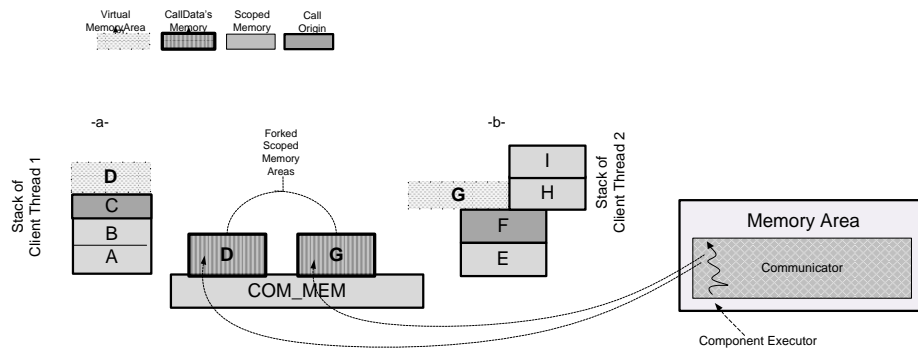 Virtual
MemoryArea
CallData's
Memory
Scoped
Memory
Call
Origin
-a-
Stack of
Client Thread 1
D
C
B
A
Forked
Scoped
Memory
Areas
D
G
COM_MEM
-b-
I
H
G
F
E
Stack of
Client Thread 2
Memory Area
Communicator
Component Executor